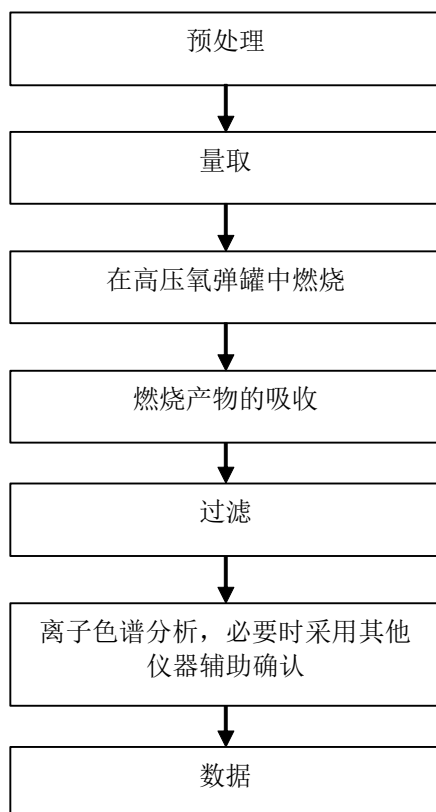 预处理
量取
在高压氧弹罐中燃烧
燃烧产物的吸收
过滤
离子色谱分析，必要时采用其他
仪器辅助确认
数据